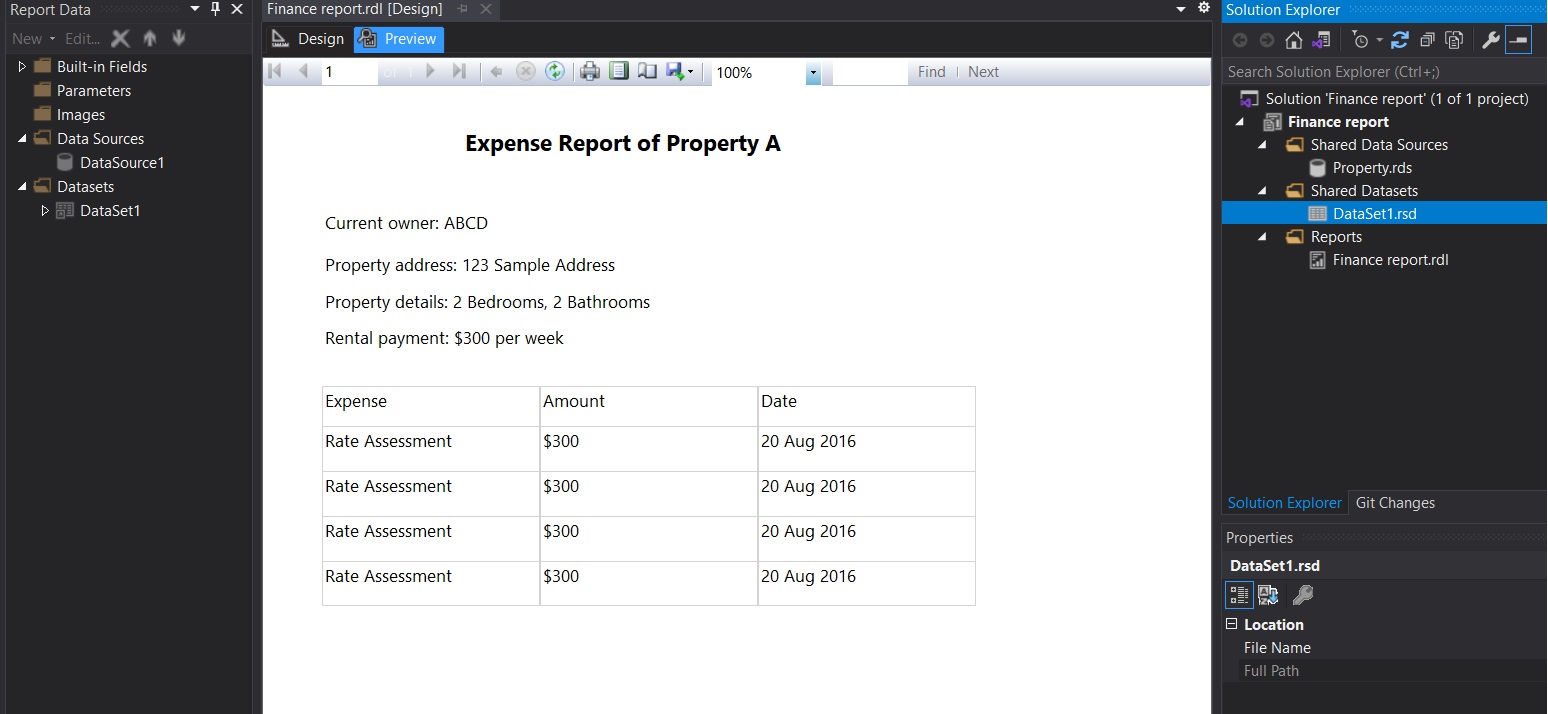 Report Data
New Edit...
Built-in Fields
Parameters
Images
Data Sources
DataSource1
Datasets
DataSet1
Finance report.rdl [Design]
Design Preview
1 of 1 100% Find | Next
Expense Report of Property A
Current owner: ABCD
Property address: 123 Sample Address
Property details: 2 Bedrooms, 2 Bathrooms
Rental payment: $300 per week
Expense Amount Date
Rate Assessment $300 20 Aug 2016
Rate Assessment $300 20 Aug 2016
Rate Assessment $300 20 Aug 2016
Rate Assessment $300 20 Aug 2016
Solution Explorer
Search Solution Explorer (Ctrl+;)
Solution 'Finance report' (1 of 1 project)
Finance report
Shared Data Sources
Property.rds
Shared Datasets
DataSet1.rsd
Reports
Finance report.rdl
Solution Explorer Git Changes
Properties
DataSet1.rsd
Location
File Name
Full Path